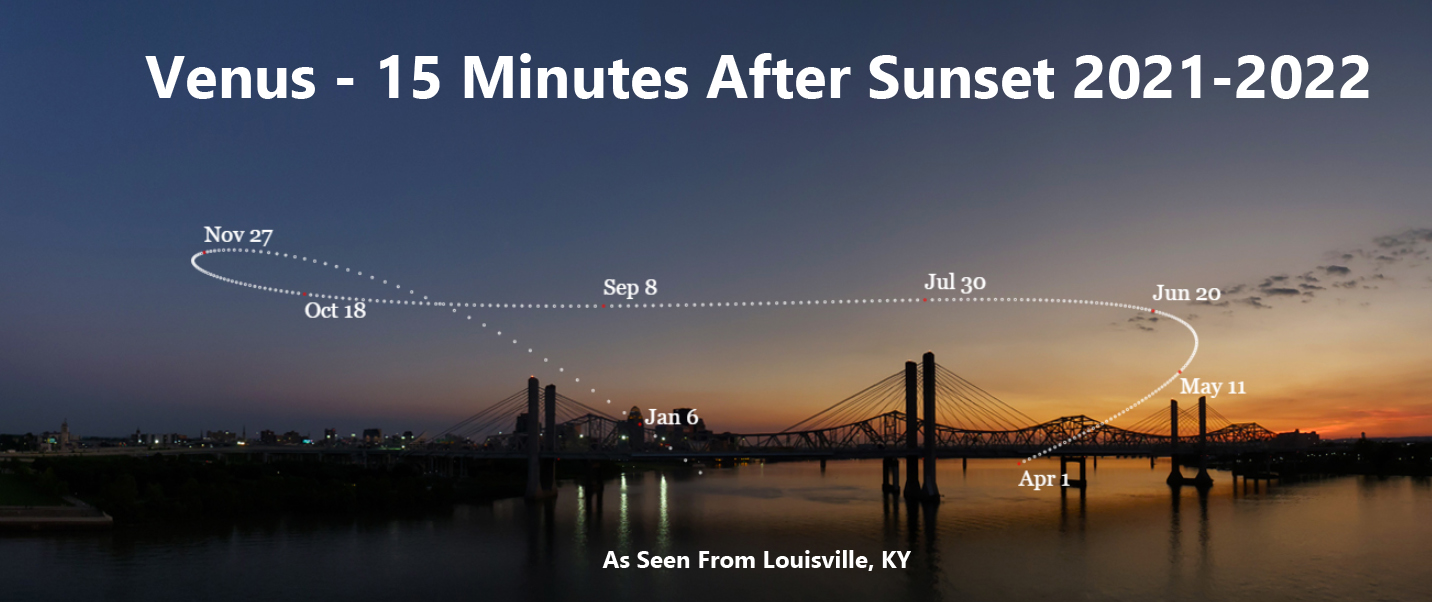 Venus - 15 Minutes After Sunset 2021-2022
Nov 27
Sep 8
Jul 30
Jun 20
Oct 18
May 11
Jan 6
Apr 1
As Seen From Louisville, KY